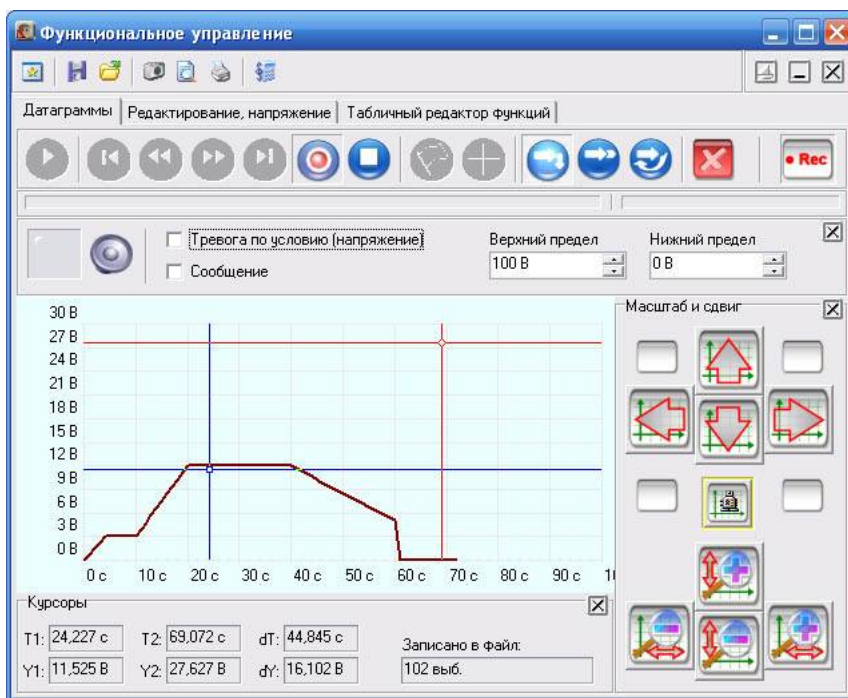 Функциональное управление
Датаграммы Редактирование, напряжение Табличный редактор функций
Rec
Тревога по условию (напряжение)
Сообщение
Верхний предел
100 В
Нижний предел
0 В
30 В
27 В
24 В
21 В
18 В
15 В
12 В
9 В
6 В
3 В
0 В
0 с 10 с 20 с 30 с 40 с 50 с 60 с 70 с 80 с 90 с 1
Масштаб и сдвиг
Курсоры
T1: 24,227 с T2: 69,072 с dT: 44,845 с
Y1: 11,525 В Y2: 27,627 В dY: 16,102 В
Записано в файл:
102 выб.